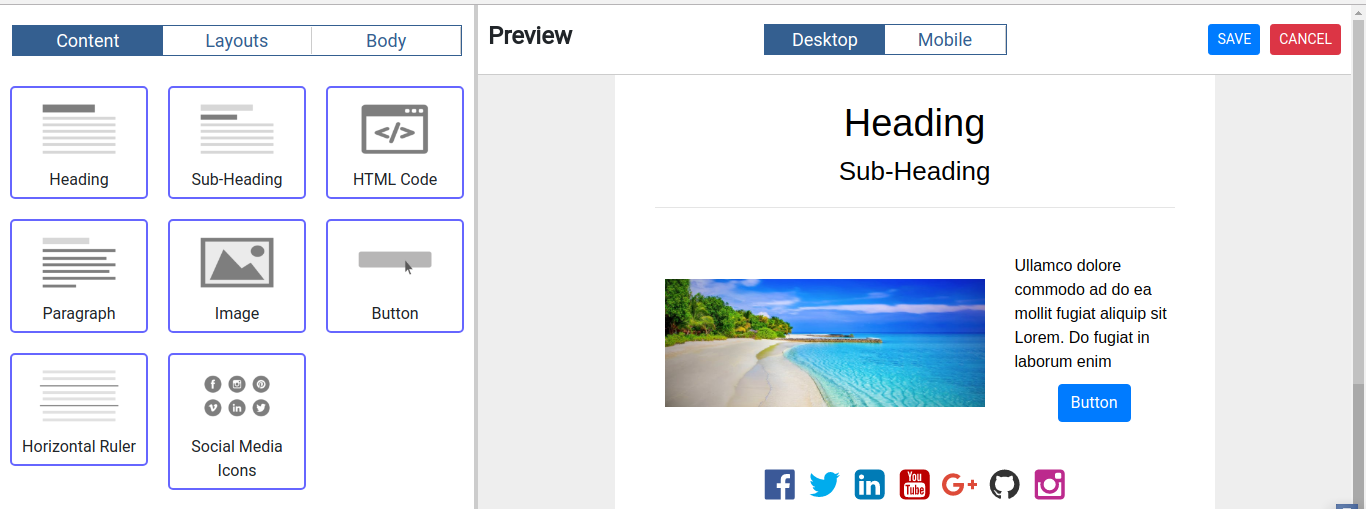 Content Layouts Body
Heading
Sub-Heading
HTML Code
</>
Paragraph
Image
Button
Horizontal Ruler
Social Media
Icons
Preview
Desktop Mobile
SAVE CANCEL
Heading
Sub-Heading
Ullamco dolore
commodo ad do ea
mollit fugiat aliquip sit
Lorem. Do fugiat in
laborum enim
Button
You
Tube
G+